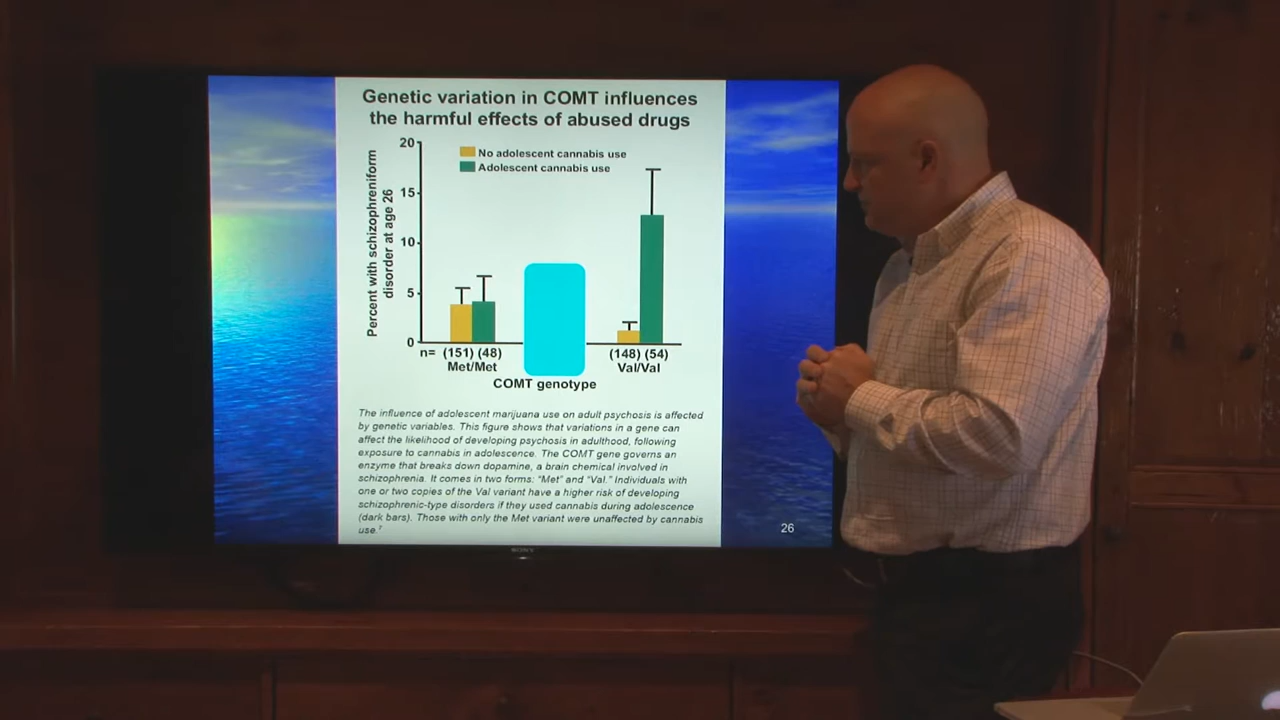 Genetic variation in COMT influences
the harmful effects of abused drugs
Percent with schizophreniform
disorder at age 26
20
15
10
5
0
No adolescent cannabis use
Adolescent cannabis use
n= (151) (48)
Met/Met
(148) (54)
Val/Val
COMT genotype
The influence of adolescent marijuana use on adult psychosis is affected
by genetic variables. This figure shows that variations in a gene can
affect the likelihood of developing psychosis in adulthood, following
exposure to cannabis in adolescence. The COMT gene governs an
enzyme that breaks down dopamine, a brain chemical involved in
schizophrenia. It comes in two forms: “Met” and “Val.” Individuals with
one or two copies of the Val variant have a higher risk of developing
schizophrenic-type disorders if they used cannabis during adolescence
(dark bars). Those with only the Met variant were unaffected by cannabis
use.7
26
SONY